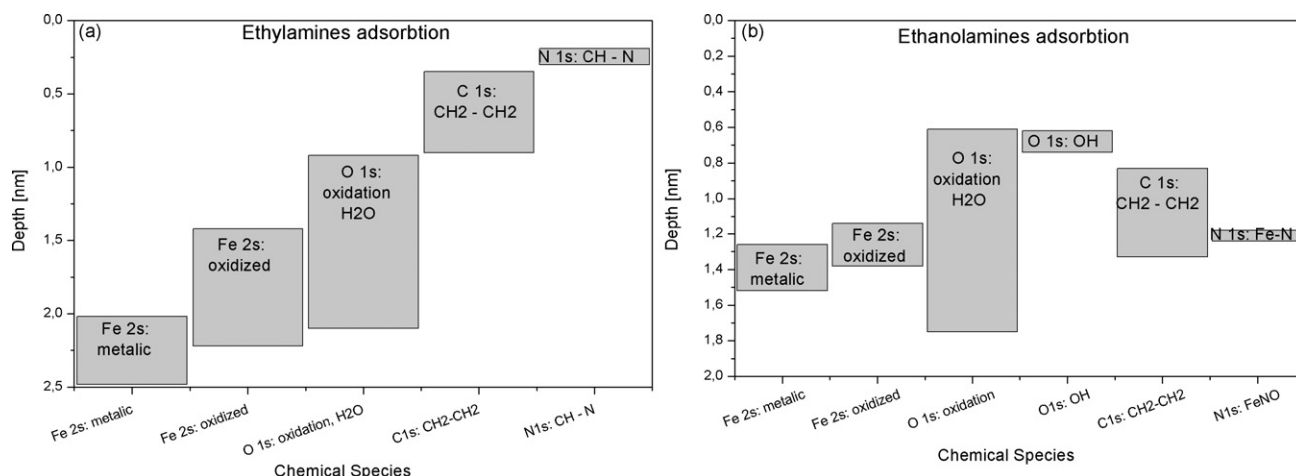 (a)
Ethylamines adsorbtion
0,0
0,5
1,0
1,5
2,0
2,5
Depth [nm]
N 1s: CH - N
C 1s:
CH2 - CH2
O 1s:
oxidation
H2O
Fe 2s:
oxidized
Fe 2s:
metalic
Fe 2s: metalic
Fe 2s: oxidized
O 1s: oxidation, H2O
C1s: CH2-CH2
N1s: CH - N
Chemical Species
(b)
Ethanolamines adsorbtion
0,0
0,2
0,4
0,6
0,8
1,0
1,2
1,4
1,6
1,8
2,0
Depth [nm]
O 1s:
oxidation
H2O
O 1s: OH
C 1s:
CH2 - CH2
N 1s: Fe-N
Fe 2s:
oxidized
Fe 2s:
metalic
Fe 2s: metalic
Fe 2s: oxidized
O 1s: oxidation
O1s: OH
C1s: CH2-CH2
N1s: FeNO
Chemical Species